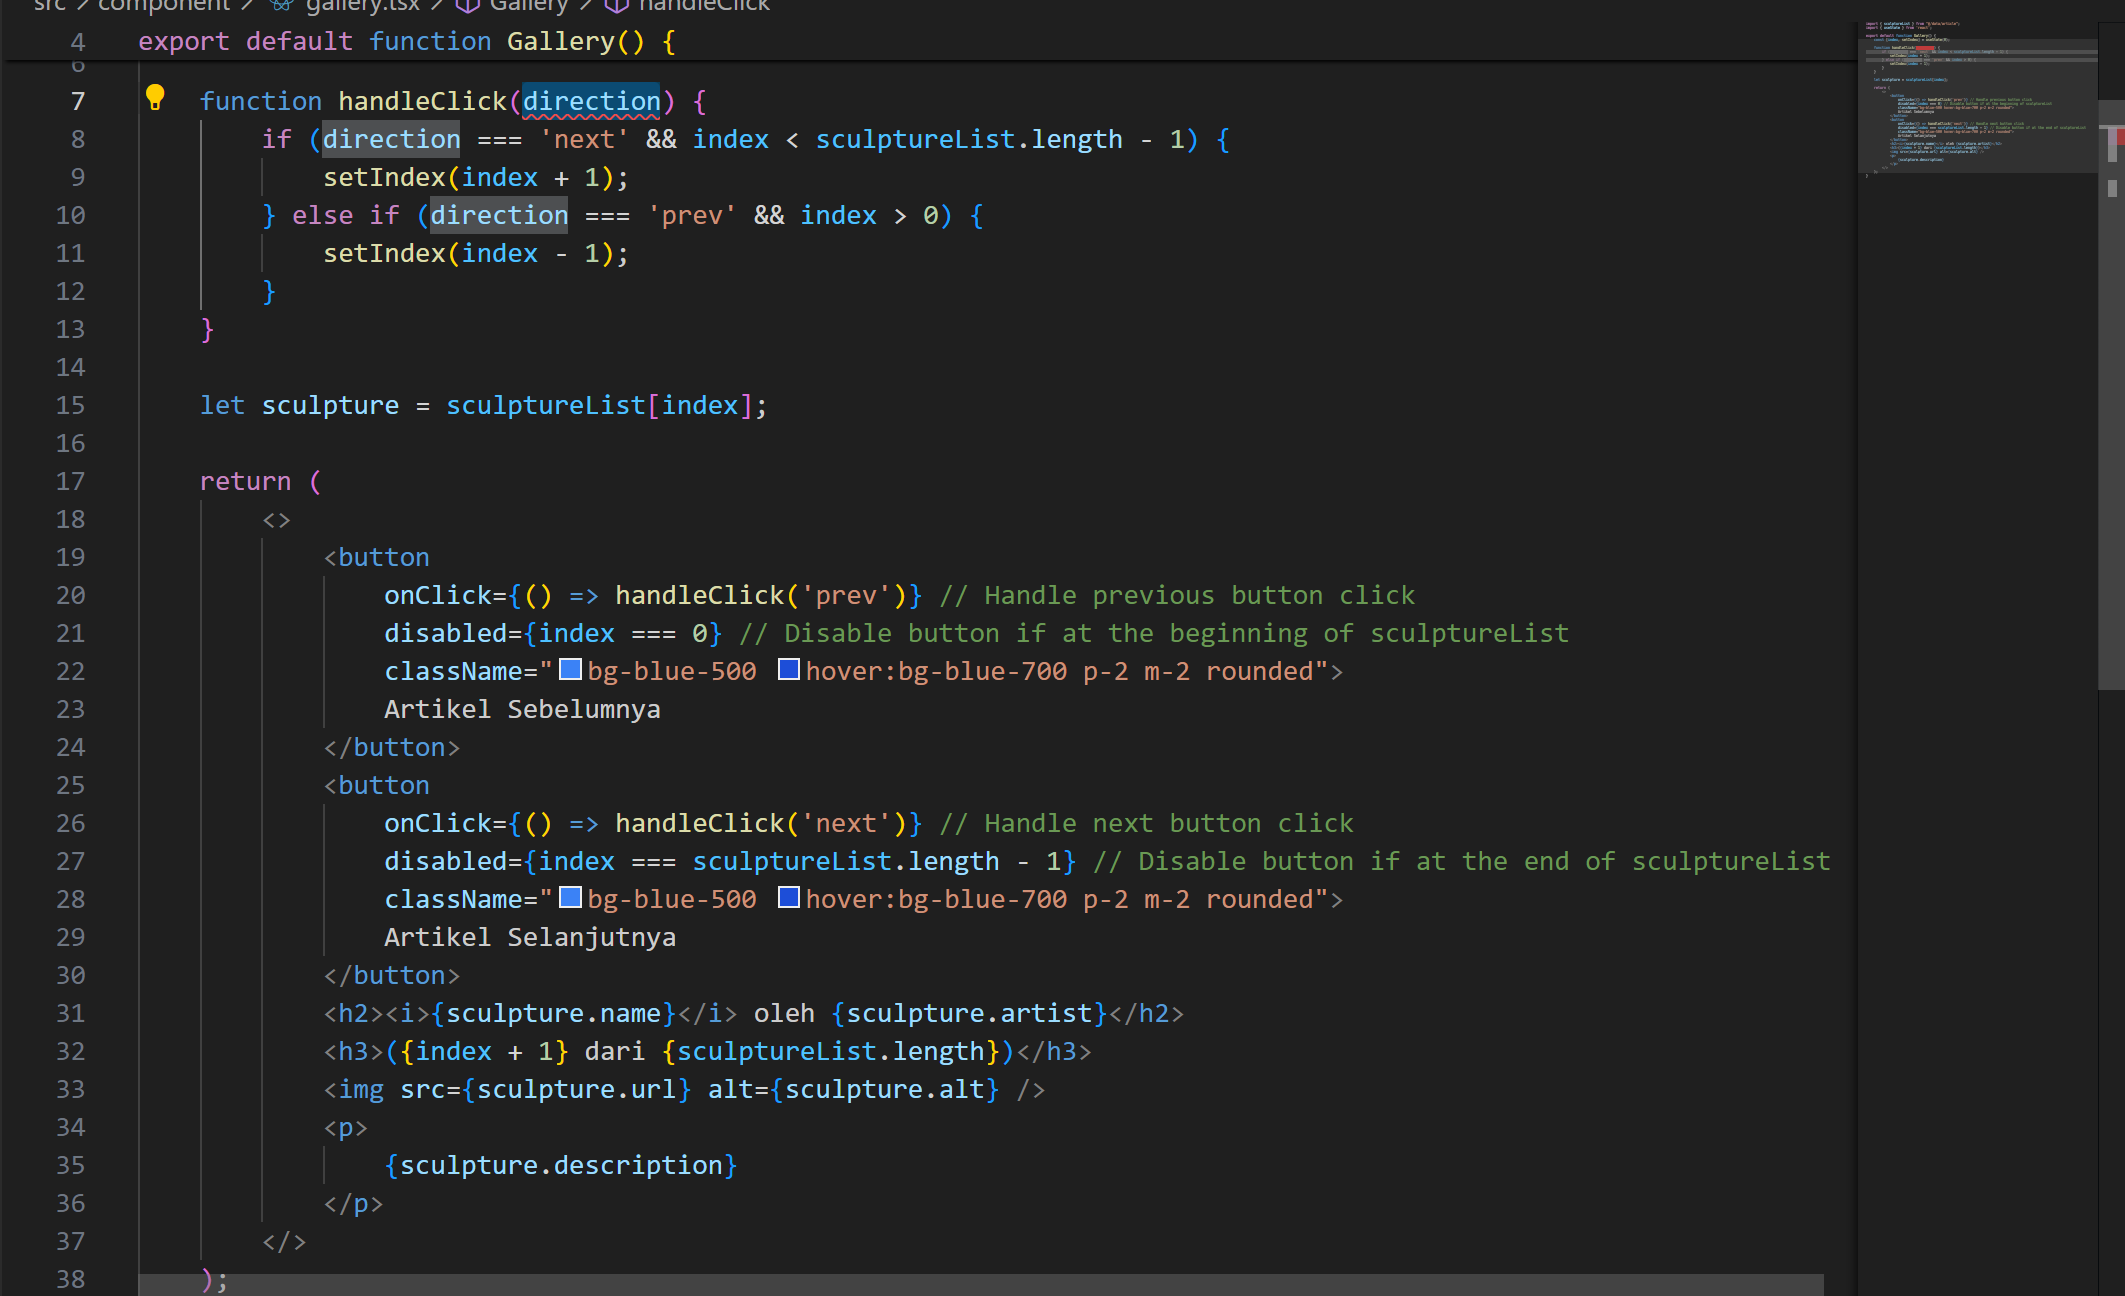 src > component > gallery.tsx > Gallery > handleClick
4 export default function Gallery() {
6
7 function handleClick(direction) {
8 if (direction === 'next' && index < sculptureList.length - 1) {
9 setIndex(index + 1);
10 } else if (direction === 'prev' && index > 0) {
11 setIndex(index - 1);
12 }
13 }
14
15 let sculpture = sculptureList[index];
16
17 return (
18 <>
19 <button
20 onClick={() => handleClick('prev')} // Handle previous button click
21 disabled={index === 0} // Disable button if at the beginning of sculptureList
22 className="bg-blue-500 hover:bg-blue-700 p-2 m-2 rounded">
23 Artikel Sebelumnya
24 </button>
25 <button
26 onClick={() => handleClick('next')} // Handle next button click
27 disabled={index === sculptureList.length - 1} // Disable button if at the end of sculptureList
28 className="bg-blue-500 hover:bg-blue-700 p-2 m-2 rounded">
29 Artikel Selanjutnya
30 </button>
31 <h2><i>{sculpture.name}</i> oleh {sculpture.artist}</h2>
32 <h3>({index + 1} dari {sculptureList.length})</h3>
33 <img src={sculpture.url} alt={sculpture.alt} />
34 <p>
35 {sculpture.description}
36 </p>
37 </>
38 );